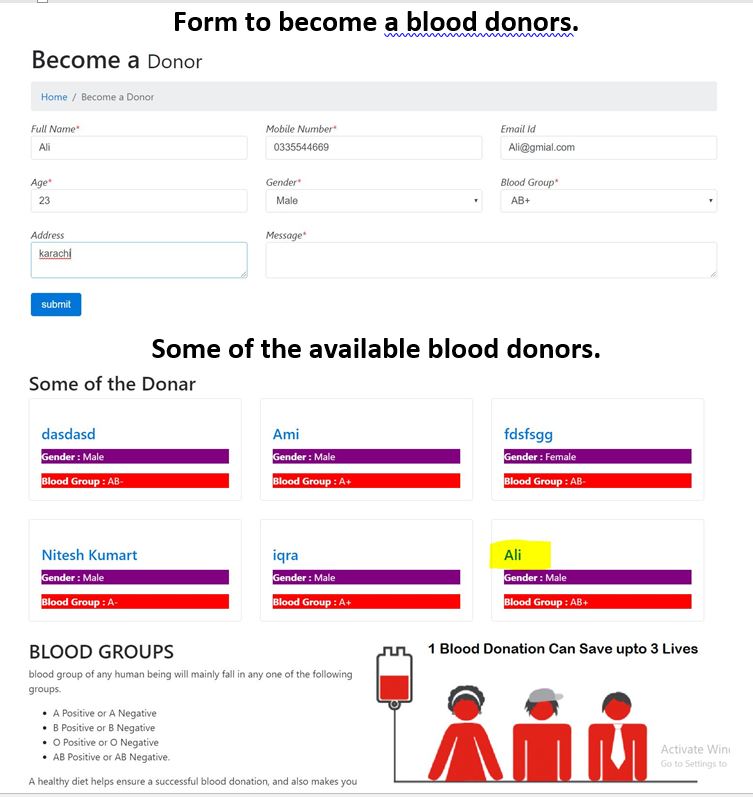 Form to become a blood donors.
Become a Donor
Home / Become a Donor
Full Name* Mobile Number* Email Id
Ali 0335544669 Ali@gmial.com
Age* Gender* Blood Group*
23 Male AB+
Address Message*
karachi
submit
Some of the available blood donors.
Some of the Donar
dasdasd Ami fdsfsgg
Gender : Male Gender : Male Gender : Female
Blood Group : AB- Blood Group : A+ Blood Group : AB-
Nitesh Kumart iqra Ali
Gender : Male Gender : Male Gender : Male
Blood Group : A- Blood Group : A+ Blood Group : AB+
BLOOD GROUPS
blood group of any human being will mainly fall in any one of the following
groups.
A Positive or A Negative
B Positive or B Negative
O Positive or O Negative
AB Positive or AB Negative.
A healthy diet helps ensure a successful blood donation, and also makes you
1 Blood Donation Can Save upto 3 Lives
Activate Win
Go to Settings to